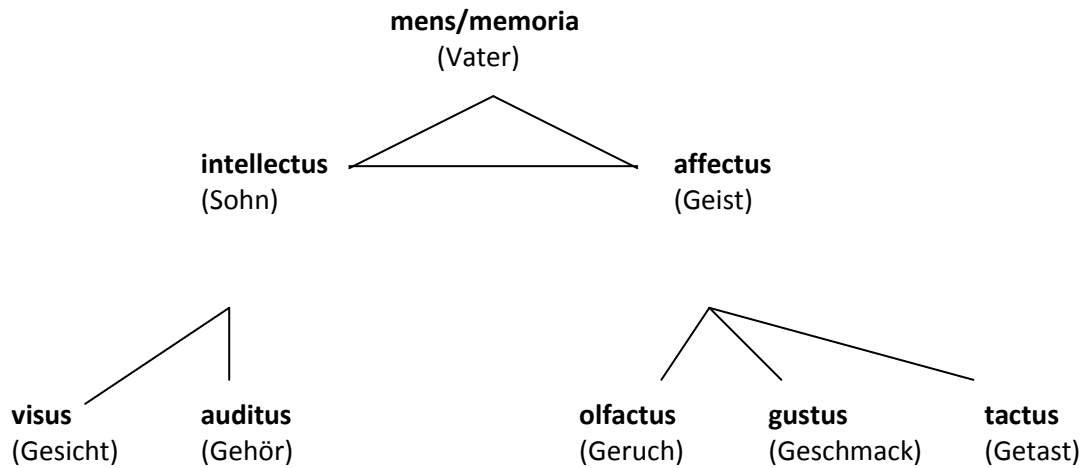 mens/memoria
(Vater)
intellectus
(Sohn)
affectus
(Geist)
visus
(Gesicht)
auditus
(Gehör)
olfactus
(Geruch)
gustus
(Geschmack)
tactus
(Getast)